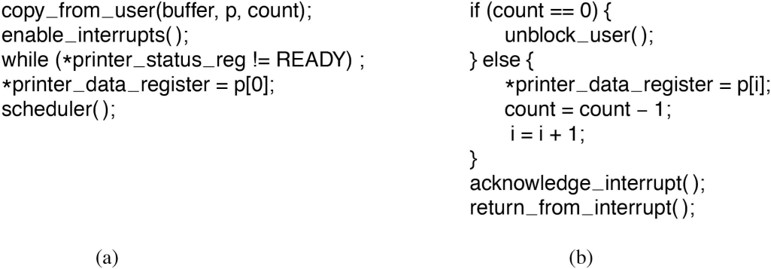 copy_from_user(buffer, p, count);
enable_interrupts( );
while (*printer_status_reg != READY) ;
*printer_data_register = p[0];
scheduler( );
(a)
if (count == 0) {
unblock_user( );
} else {
*printer_data_register = p[i];
count = count − 1;
i = i + 1;
}
acknowledge_interrupt( );
return_from_interrupt( );
(b)